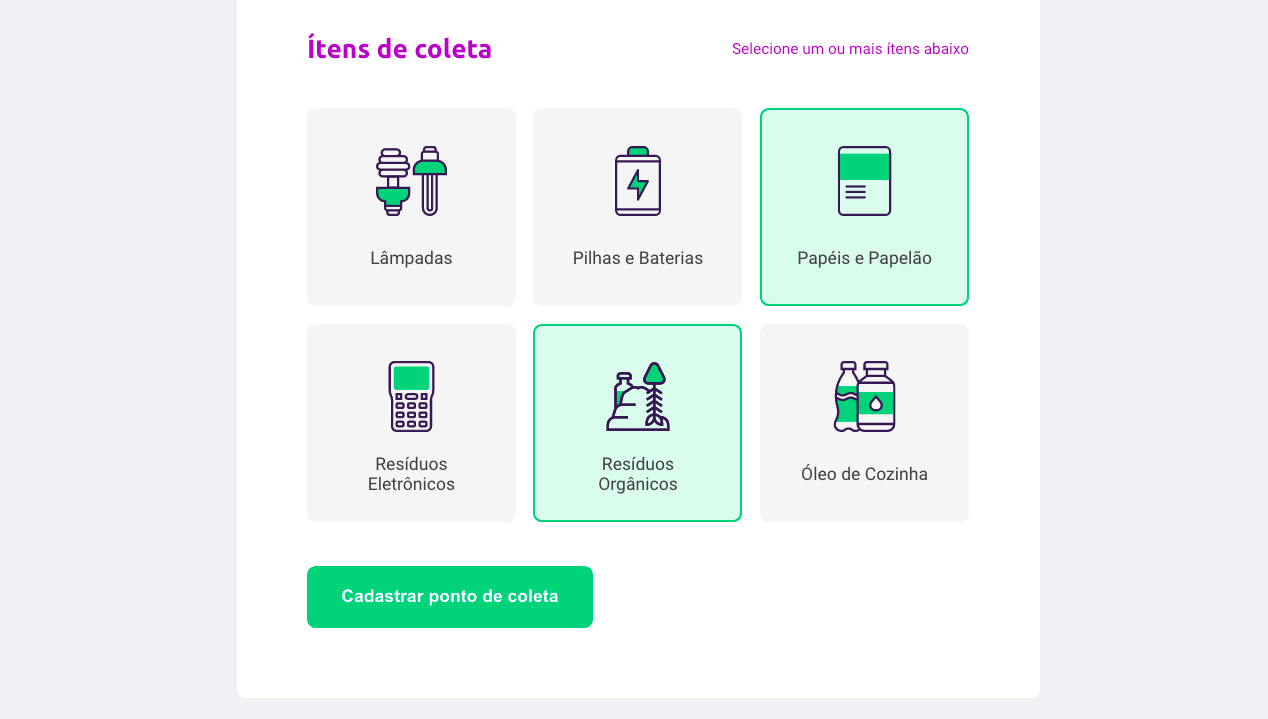 Ítens de coleta
Selecione um ou mais ítens abaixo
Lâmpadas
Pilhas e Baterias
Papéis e Papelão
Resíduos
Eletrônicos
Resíduos
Orgânicos
Óleo de Cozinha
Cadastrar ponto de coleta